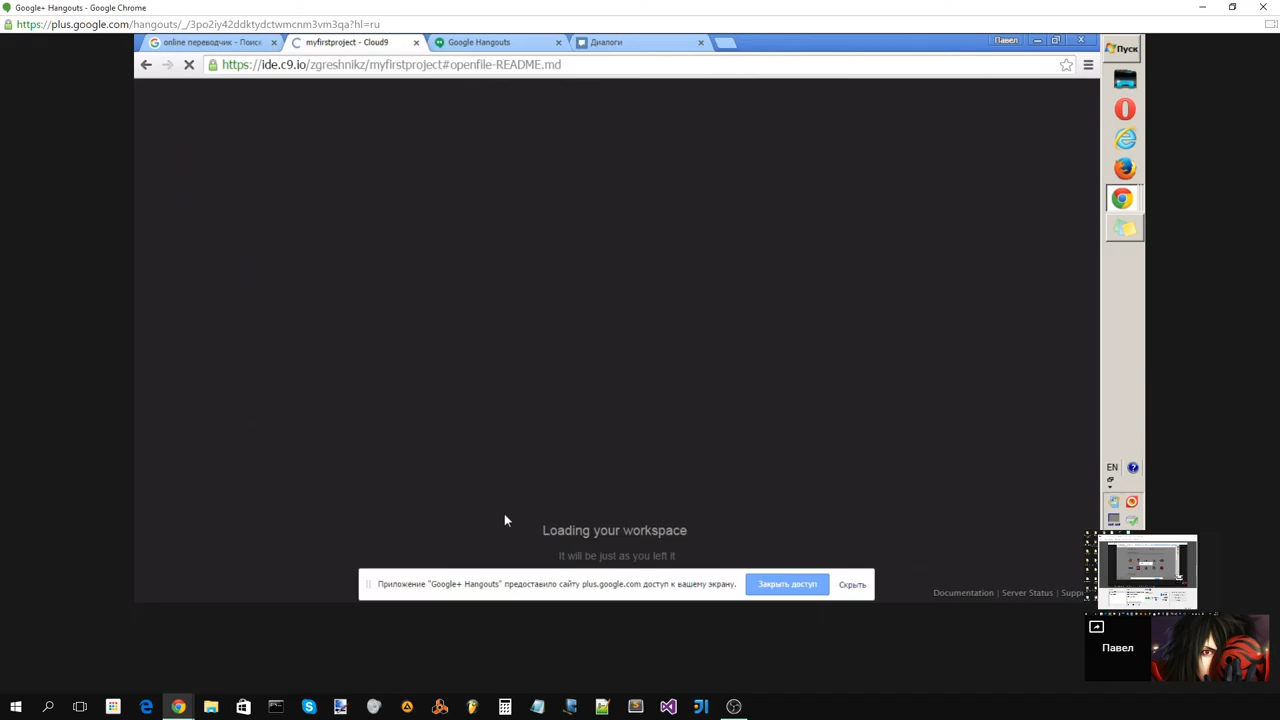 Google+ Hangouts - Google Chrome
https://plus.google.com/hangouts/_/3po2iy42ddktydctwmcnm3vm3qa?hl=ru
online переводчик - Поиск
myfirstproject - Cloud9
Google Hangouts
Диалоги
Павел
Пуск
https://ide.c9.io/zgreshnikz/myfirstproject#openfile-README.md
EN
Loading your workspace
It will be just as you left it
Приложение "Google+ Hangouts" предоставило сайту plus.google.com доступ к вашему экрану.
Закрыть доступ
Скрыть
Documentation | Server Status |
Павел